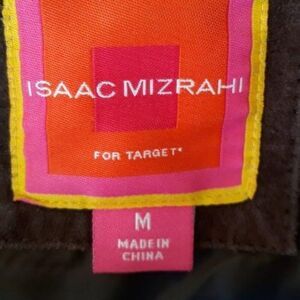 ISAAC MIZRAHI
FOR TARGET*
M
MADE IN
CHINA